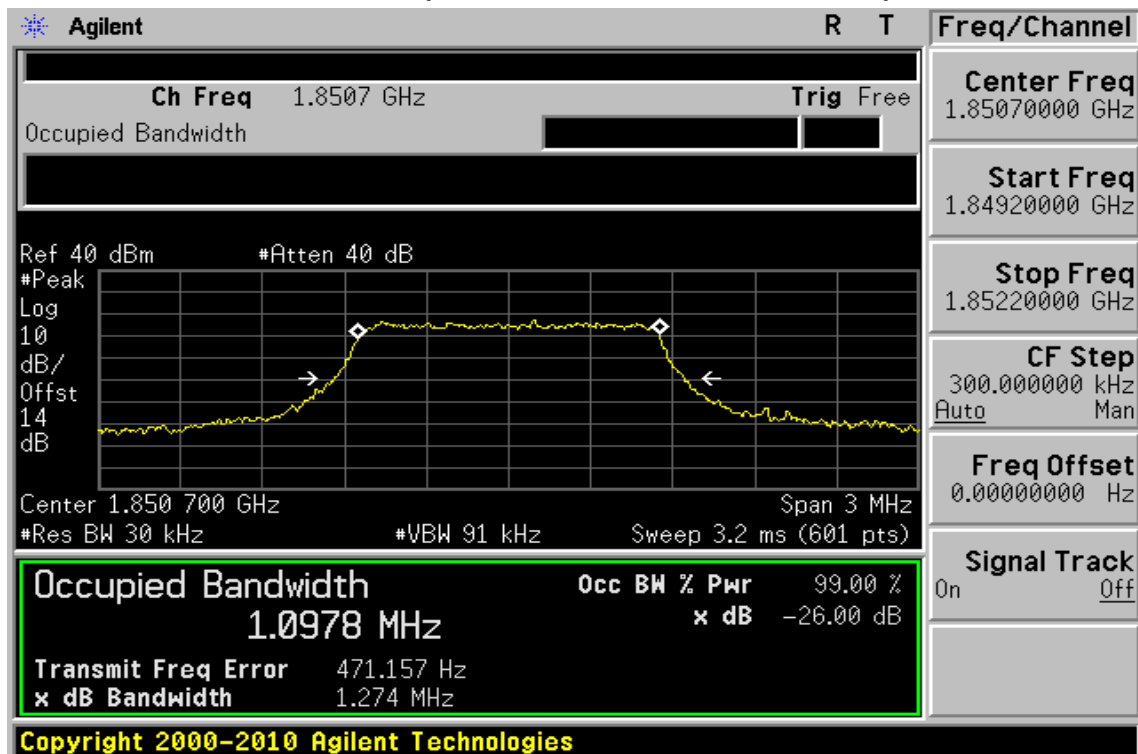 Agilent R T
Ch Freq 1.8507 GHz Trig Free
Occupied Bandwidth
Ref 40 dBm #Atten 40 dB
#Peak
Log
10
dB/
Offst
14
dB
Center 1.850 700 GHz Span 3 MHz
#Res BW 30 kHz #VBW 91 kHz Sweep 3.2 ms (601 pts)
Occupied Bandwidth Occ BW % Pwr 99.00 %
1.0978 MHz x dB -26.00 dB
Transmit Freq Error 471.157 Hz
x dB Bandwidth 1.274 MHz
Copyright 2000-2010 Agilent Technologies
Freq/Channel
Center Freq
1.85070000 GHz
Start Freq
1.84920000 GHz
Stop Freq
1.85220000 GHz
CF Step
300.000000 kHz
Auto Man
Freq Offset
0.00000000 Hz
Signal Track
On Off